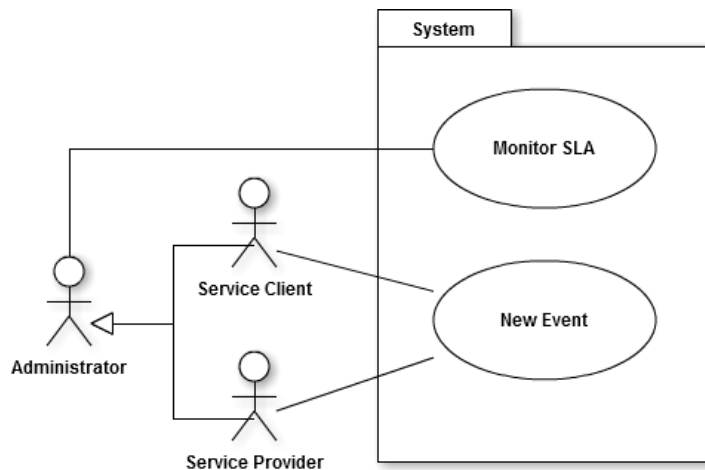 System
Monitor SLA
Service Client
New Event
Administrator
Service Provider